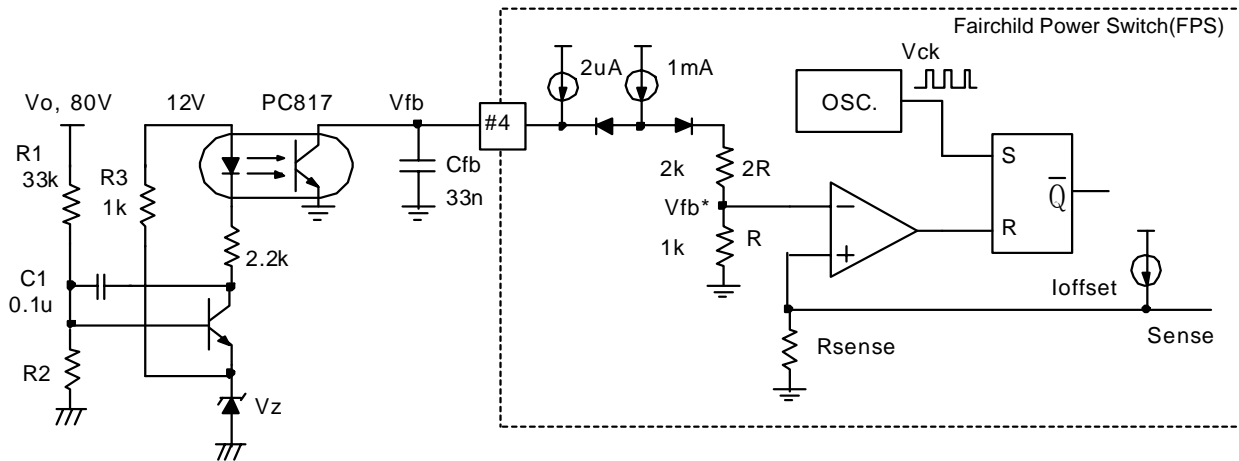 Fairchild Power Switch(FPS)
Vck
2uA
1mA
OSC.
Vo, 80V
12V
PC817
Vfb
#4
R1
33k
R3
1k
Cfb
33n
2k
2R
S
Q
R
Vfb*
1k
R
2.2k
C1
0.1u
Ioffset
Rsense
Sense
R2
Vz